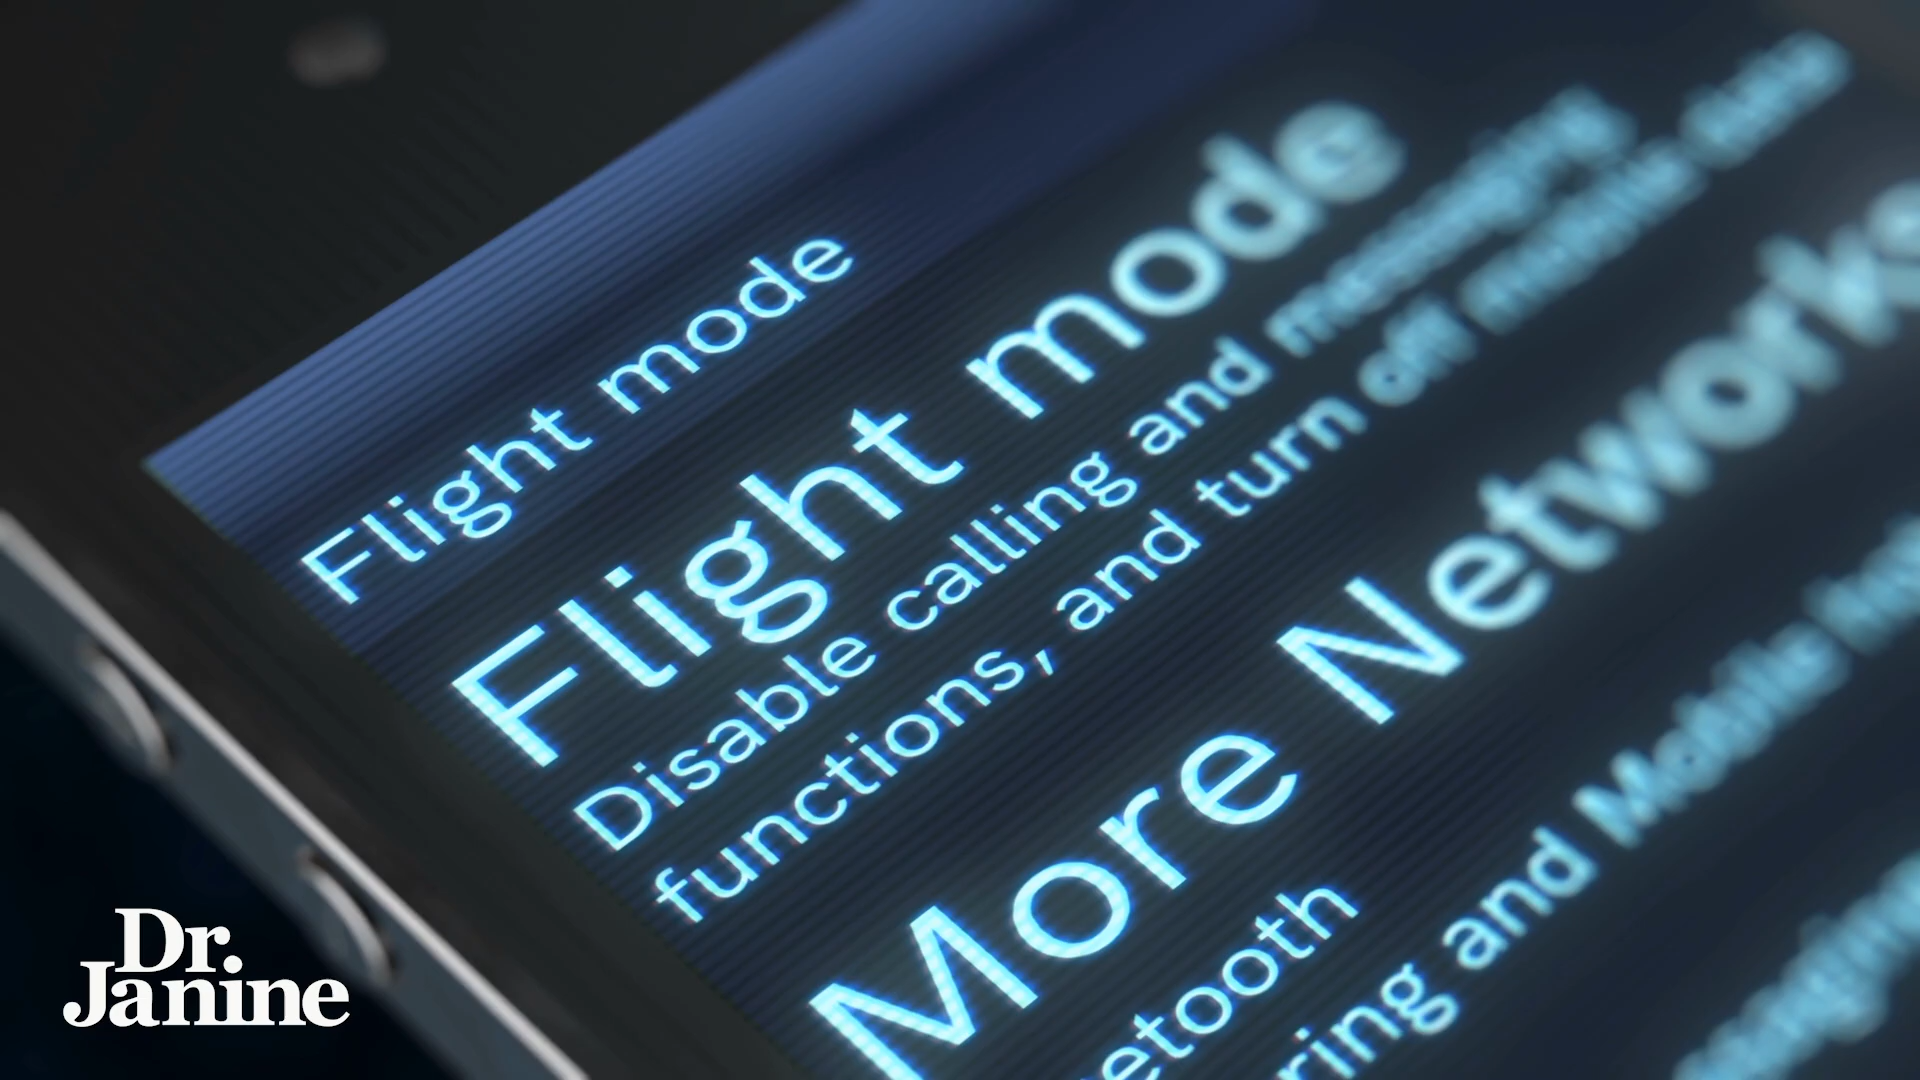 Flight mode
Flight mode
Disable calling and messaging
functions, and turn off mobile data
More Networks
etooth
ring and Mobile
Dr.
Janine